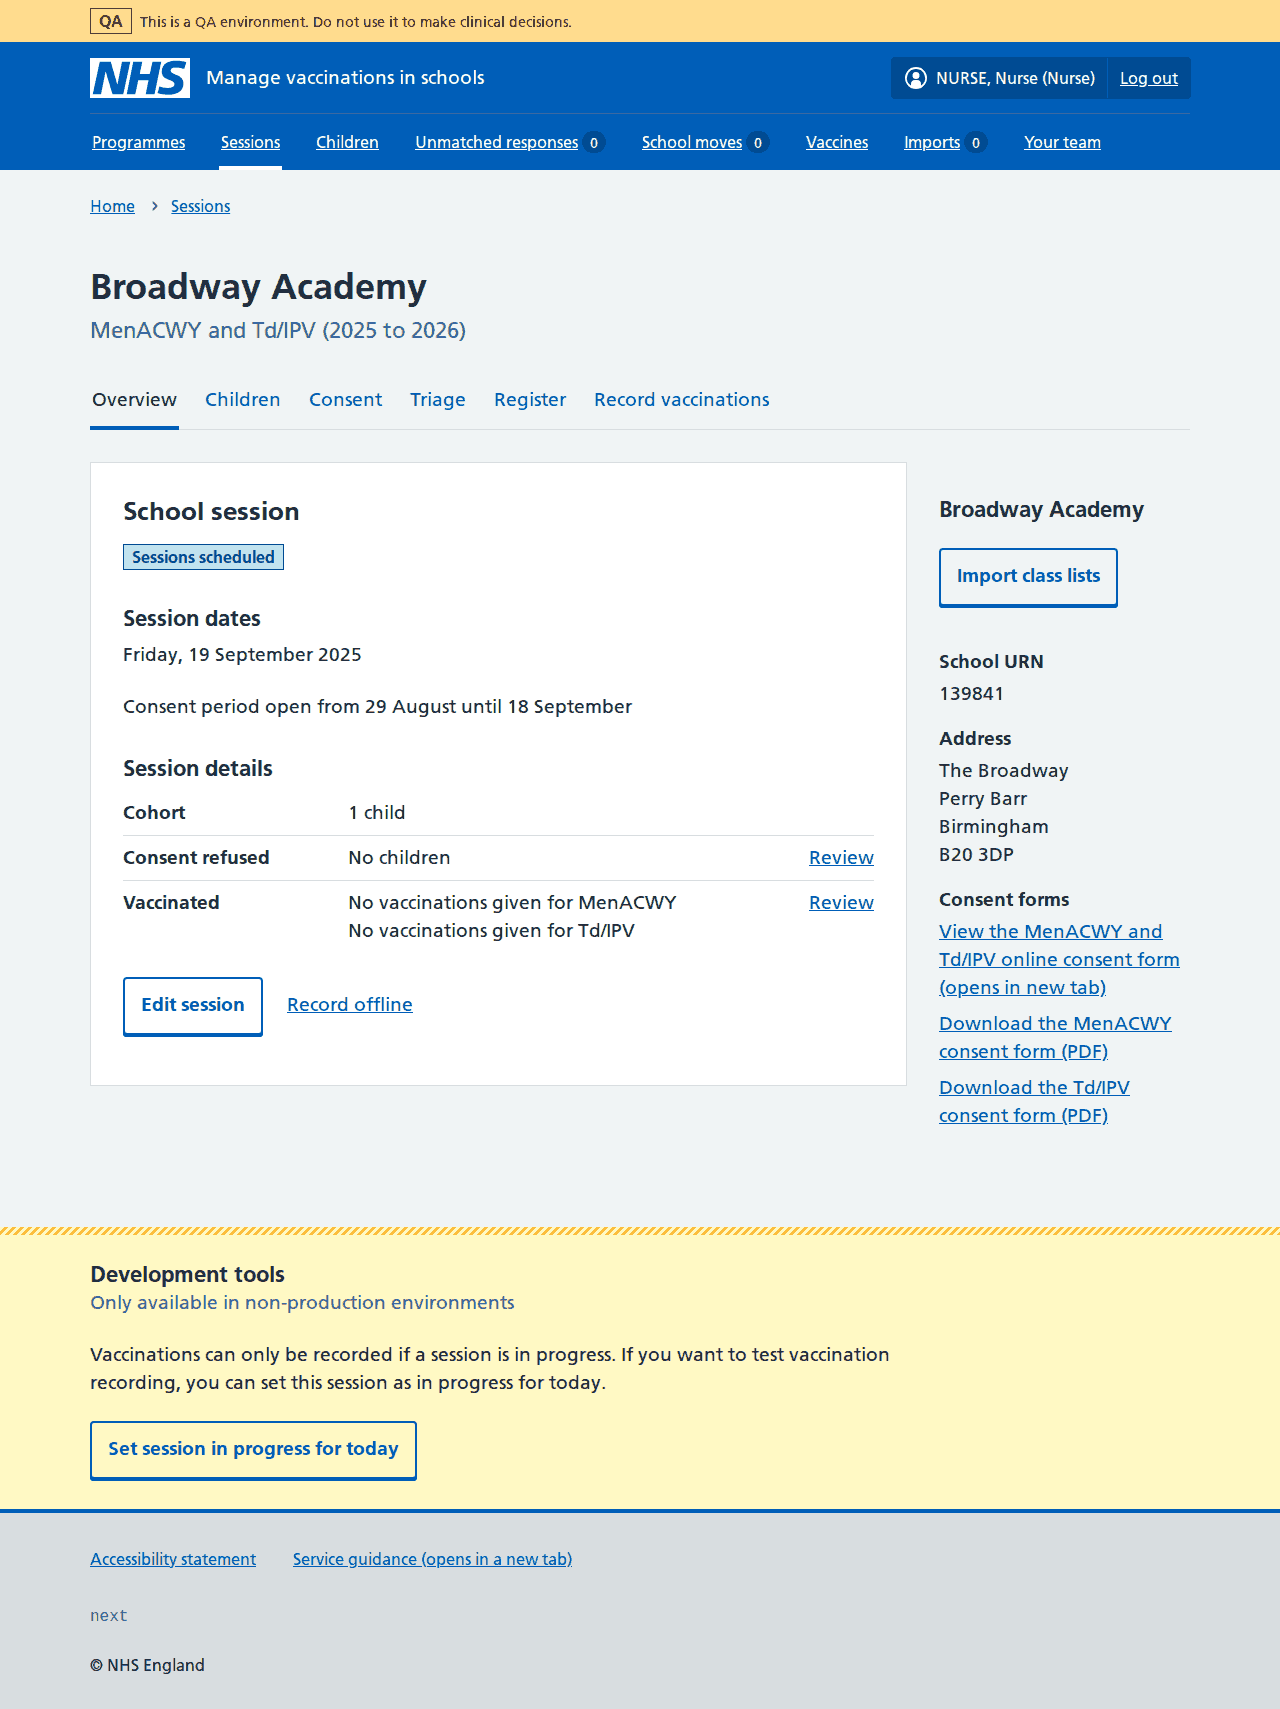 QA This is a QA environment. Do not use it to make clinical decisions.
NHS Manage vaccinations in schools NURSE, Nurse (Nurse) Log out
Programmes Sessions Children Unmatched responses 0 School moves 0 Vaccines Imports 0 Your team
Home Sessions
Broadway Academy
MenACWY and Td/IPV (2025 to 2026)
Overview Children Consent Triage Register Record vaccinations
School session
Sessions scheduled
Session dates
Friday, 19 September 2025
Consent period open from 29 August until 18 September
Session details
Cohort 1 child
Consent refused No children Review
Vaccinated No vaccinations given for MenACWY Review
No vaccinations given for Td/IPV
Edit session Record offline
Broadway Academy
Import class lists
School URN
139841
Address
The Broadway
Perry Barr
Birmingham
B20 3DP
Consent forms
View the MenACWY and
Td/IPV online consent form
(opens in new tab)
Download the MenACWY
consent form (PDF)
Download the Td/IPV
consent form (PDF)
Development tools
Only available in non-production environments
Vaccinations can only be recorded if a session is in progress. If you want to test vaccination
recording, you can set this session as in progress for today.
Set session in progress for today
Accessibility statement Service guidance (opens in a new tab)
next
© NHS England